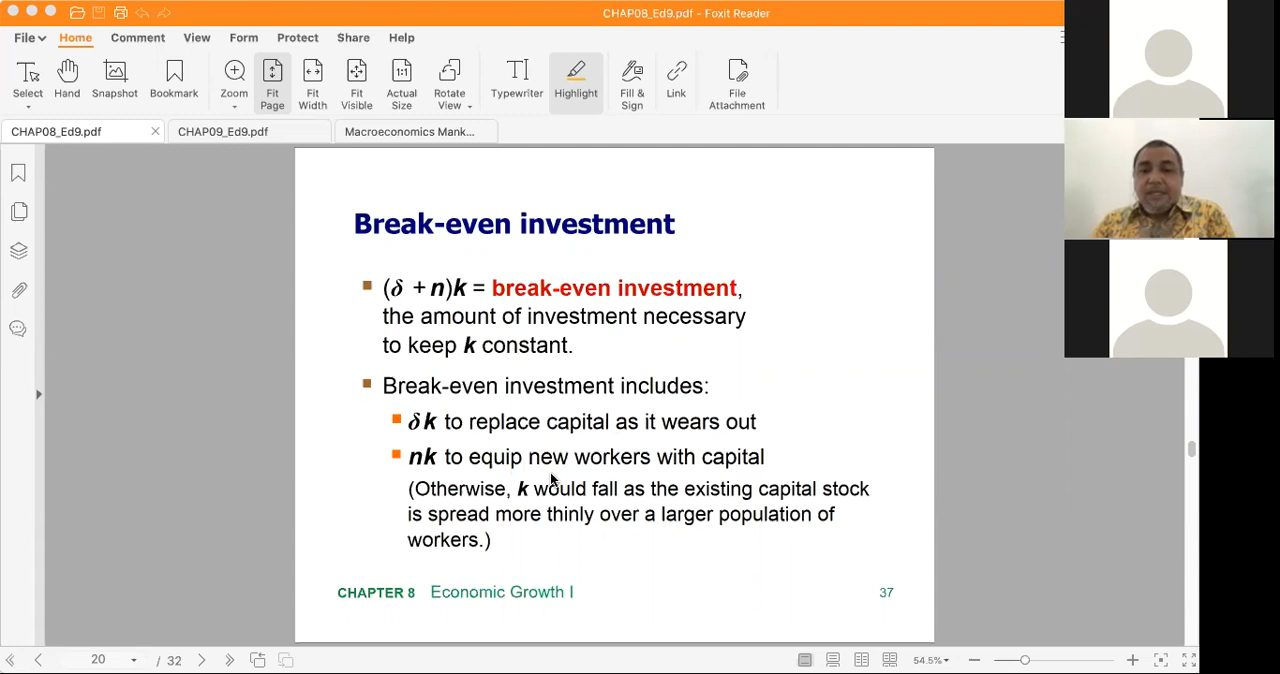 CHAP08_Ed9.pdf - Foxit Reader
File Home Comment View Form Protect Share Help
Select Hand Snapshot Bookmark Zoom Fit Page Fit Width Fit Visible Actual Size Rotate View Typewriter Highlight Fill & Sign Link File Attachment
CHAP08_Ed9.pdf CHAP09_Ed9.pdf Macroeconomics Mank...
Break-even investment
(δ + n)k = break-even investment,
the amount of investment necessary
to keep k constant.
Break-even investment includes:
δk to replace capital as it wears out
nk to equip new workers with capital
(Otherwise, k would fall as the existing capital stock
is spread more thinly over a larger population of
workers.)
CHAPTER 8 Economic Growth I 37
20 / 32 54.5%